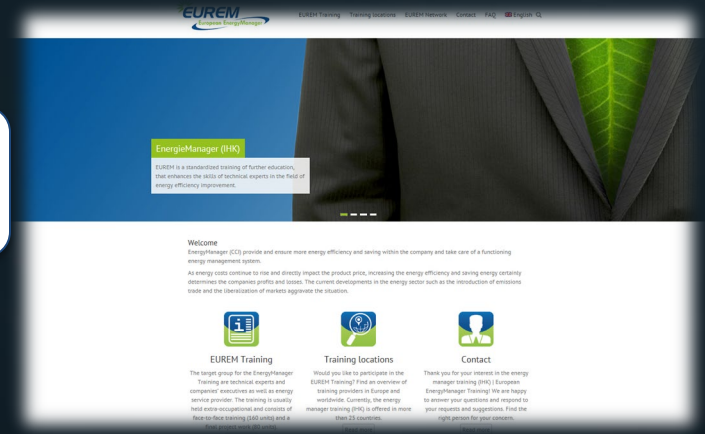 EUREM
European EnergyManager
EUREM Training Training locations EUREM Network Contact FAQ English
EnergieManager (IHK)
EUREM is a standardized training of further education,
that enhances the skills of technical experts in the field of
energy efficiency improvement.
Welcome
EnergyManager (CCI) provide and ensure more energy efficiency and saving within the company and take care of a functioning
energy management system.
As energy costs continue to rise and directly impact the product price, increasing the energy efficiency and saving energy certainly
determines the companies profits and losses. The current developments in the energy sector such as the introduction of emissions
trade and the liberalization of markets aggravate the situation.
EUREM Training
The target group for the EnergyManager
Training are technical experts and
companies' executives as well as energy
service provider. The training is usually
held extra-occupational and consists of
face-to-face training (160 units) and a
final project work (80 units).
Training locations
Would you like to participate in the
EUREM Training? Find an overview of
training providers in Europe and
worldwide. Currently, the energy
manager training (IHK) is offered in more
than 25 countries.
Read more
Contact
Thank you for your interest in the energy
manager training (IHK) | European
EnergyManager Training! We are happy
to answer your questions and respond to
your requests and suggestions. Find the
right person for your concern.
Read more